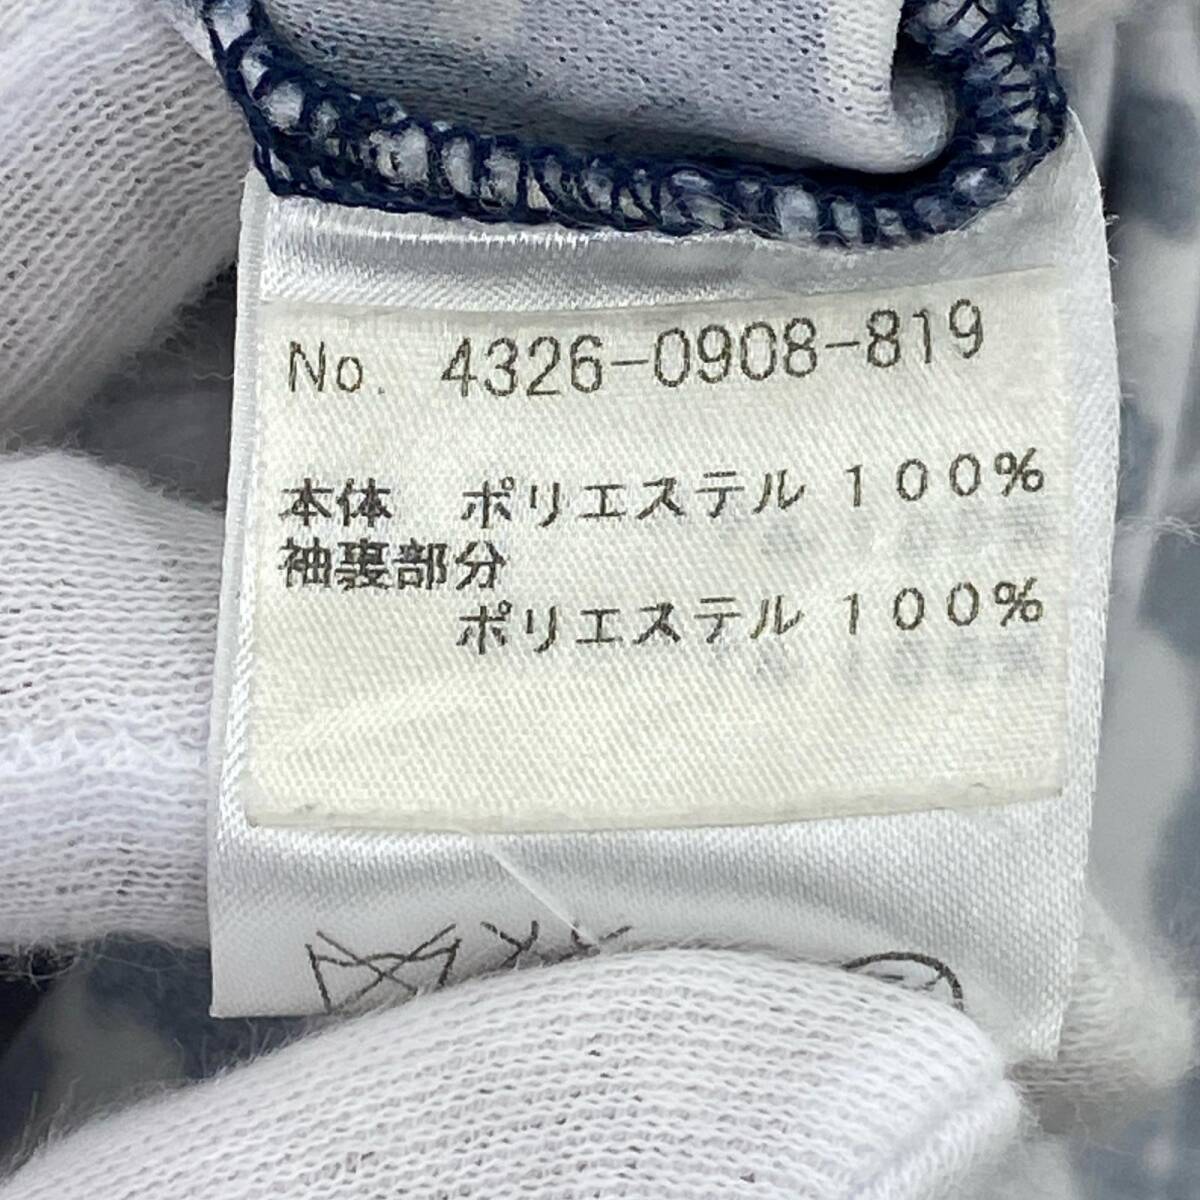 No. 4326-0908-819
本体 ポリエステル 100%
袖裏部分
ポリエステル 100%